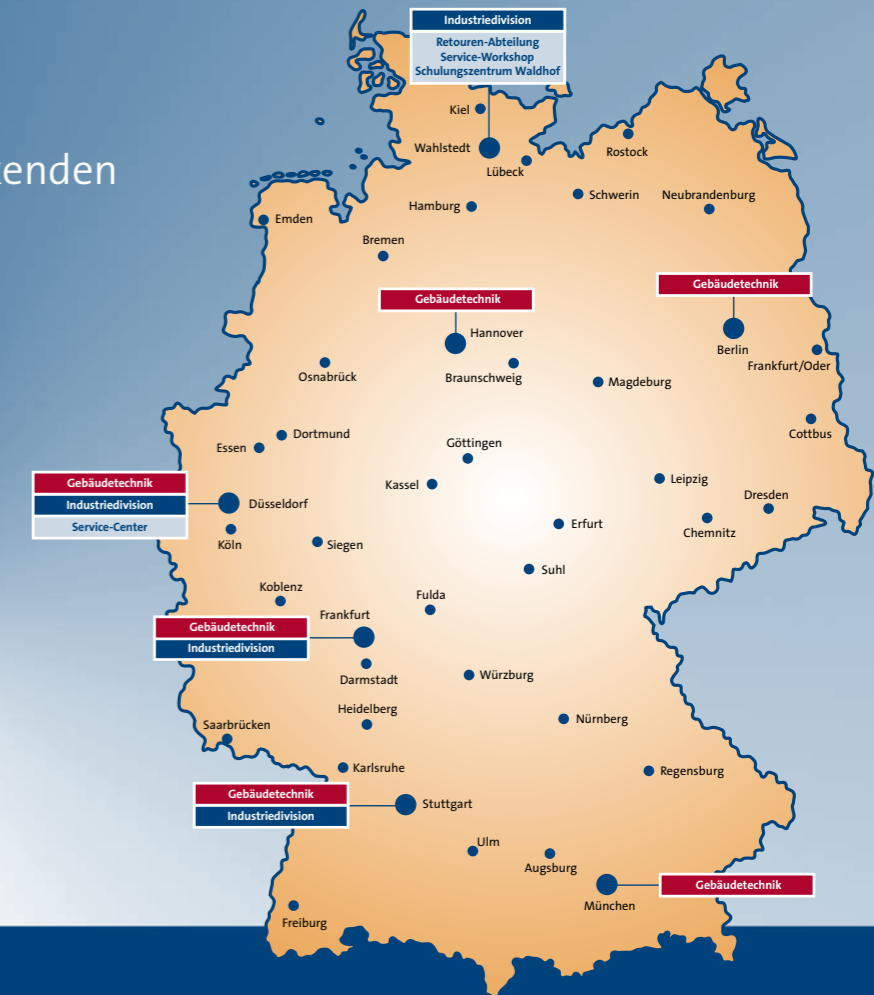 Industriedivision
Retouren-Abteilung
Service-Workshop
Schulungszentrum Waldhof
Kiel
Wahlstedt
Lübeck
Rostock
Hamburg
Schwerin
Neubrandenburg
Emden
Bremen
Gebäudetechnik
Hannover
Gebäudetechnik
Berlin
Frankfurt/Oder
Osnabrück
Braunschweig
Magdeburg
Cottbus
Essen
Dortmund
Göttingen
Kassel
Leipzig
Dresden
Chemnitz
Gebäudetechnik
Industriedivision
Service-Center
Düsseldorf
Köln
Siegen
Erfurt
Suhl
Koblenz
Fulda
Frankfurt
Gebäudetechnik
Industriedivision
Darmstadt
Würzburg
Heidelberg
Nürnberg
Saarbrücken
Karlsruhe
Regensburg
Gebäudetechnik
Industriedivision
Stuttgart
Ulm
Augsburg
München
Gebäudetechnik
Freiburg